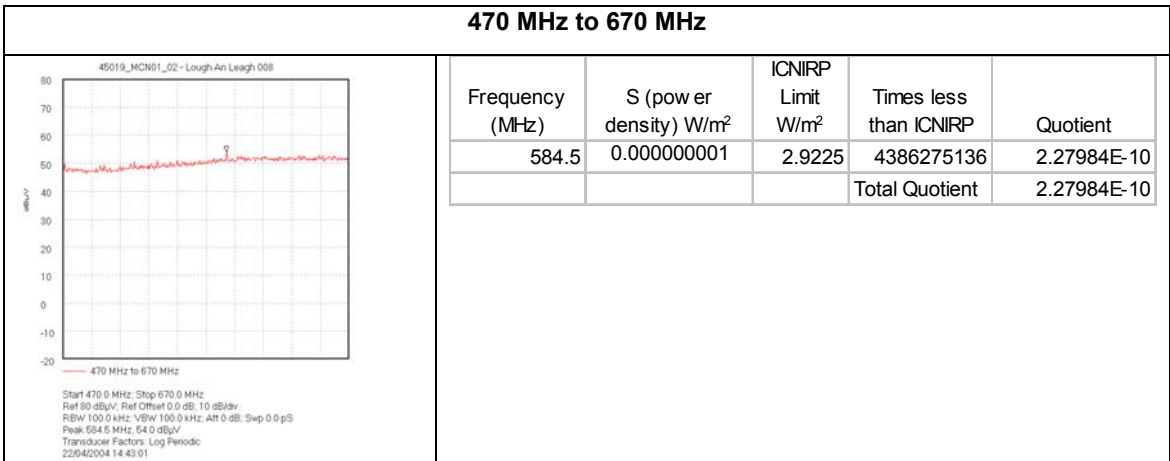 470 MHz to 670 MHz
45019_MCN01_02 - Lough An Leagh 008
80
70
60
50
40
30
20
10
0
-10
-20
dBµV
470 MHz to 670 MHz
Start 470.0 MHz; Stop 670.0 MHz
Ref 80 dBµV; Ref Offset 0.0 dB; 10 dB/div
RBW 100.0 kHz; VBW 100.0 kHz; Att 0 dB; Swp 0.0 pS
Peak 584.5 MHz, 54.0 dBµV
Transducer Factors: Log Periodic
22/04/2004 14:43:01
Frequency (MHz) S (pow er density) W/m² ICNIRP Limit W/m² Times less than ICNIRP Quotient
584.5 0.000000001 2.9225 4386275136 2.27984E-10
Total Quotient 2.27984E-10